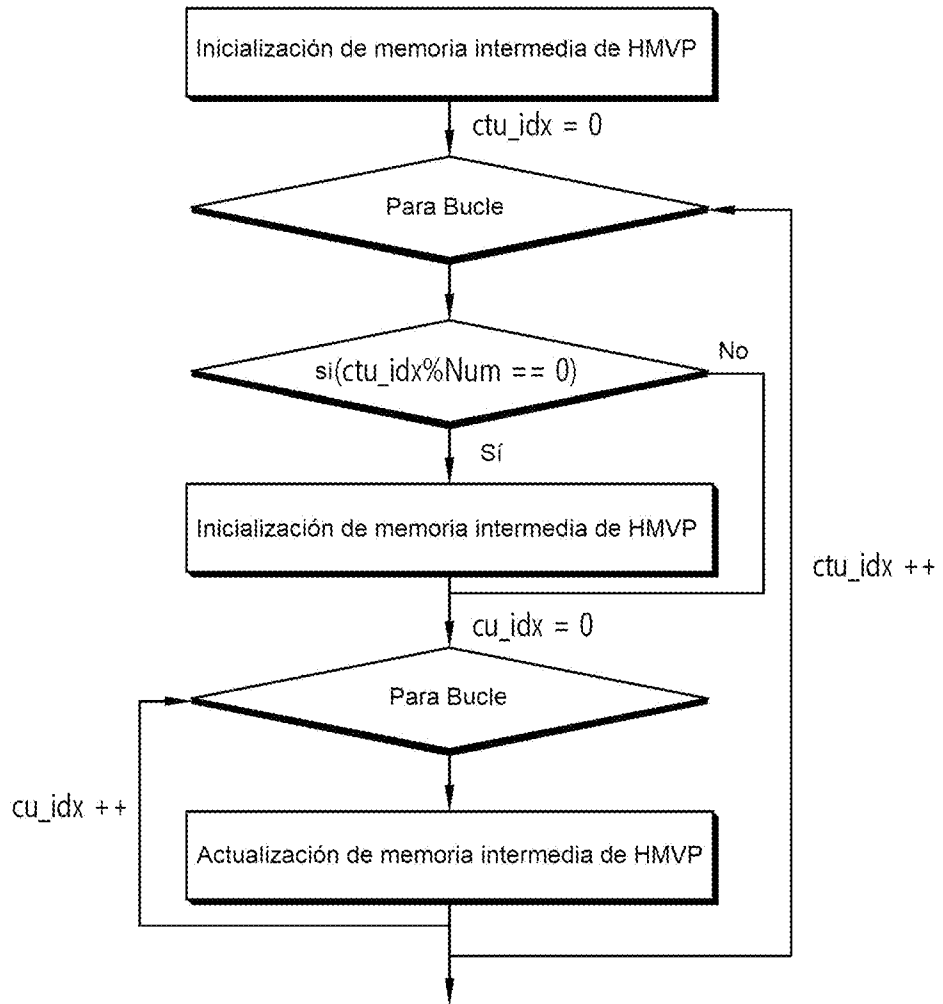 Inicialización de memoria intermedia de HMVP
ctu_idx = 0
Para Bucle
si(ctu_idx%Num == 0)
No
Sí
Inicialización de memoria intermedia de HMVP
ctu_idx ++
cu_idx = 0
Para Bucle
cu_idx ++
Actualización de memoria intermedia de HMVP